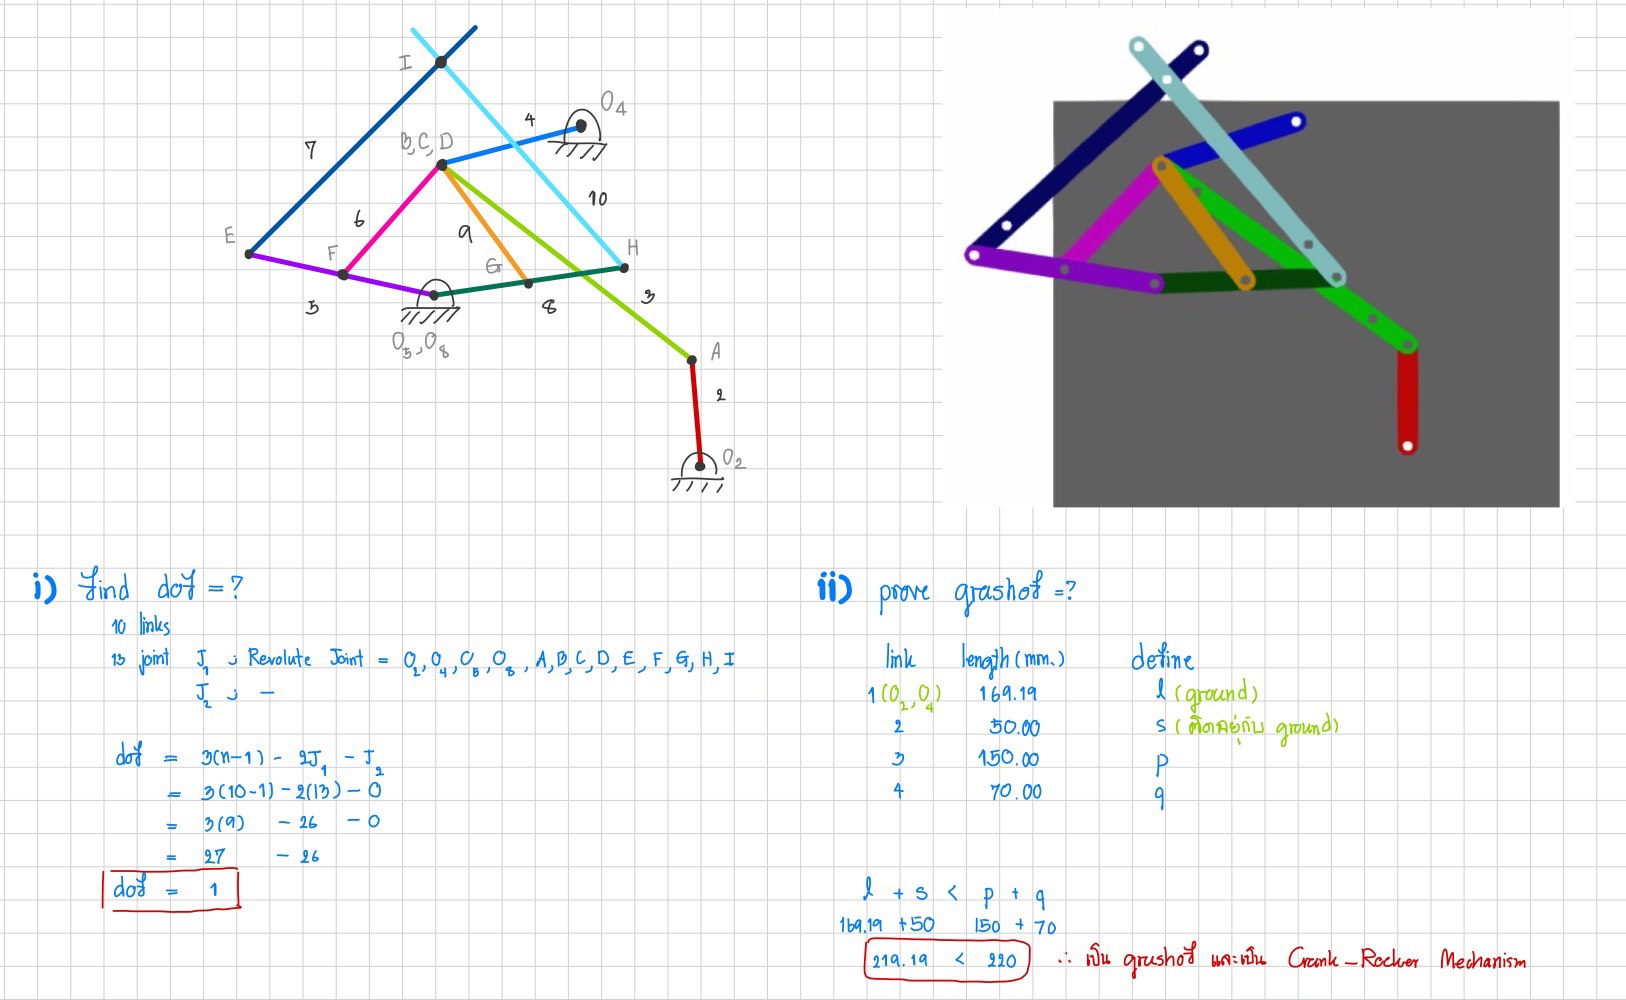 I
O4
4
B,C,D
7
10
6
9
E
F
H
G
5
8
3
O5,O8
A
2
O2
i) find dof = ?
10 links
13 joint J1 ; Revolute Joint = O2,O4,O5,O8,A,B,C,D,E,F,G,H,I
J2 ; -
dof = 3(n-1) - 2J1 - J2
= 3(10-1) - 2(13) - 0
= 3(9) - 26 - 0
= 27 - 26
dof = 1
ii) prove grashof = ?
link length (mm.) define
1 (O2,O4) 169.19 l (ground)
2 50.00 s (ติดอยู่กับ ground)
3 150.00 p
4 70.00 q
l + s < p + q
169.19 + 50 150 + 70
219.19 < 220 ∴ เป็น grashof และเป็น Crank-Rocker Mechanism